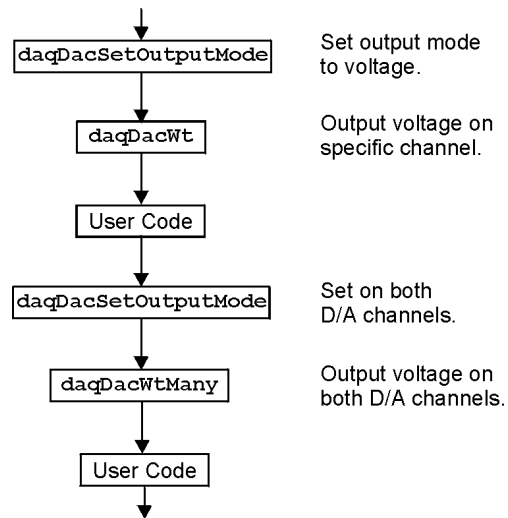 daqDacSetOutputMode
Set output mode
to voltage.
daqDacWt
Output voltage on
specific channel.
User Code
daqDacSetOutputMode
Set on both
D/A channels.
daqDacWtMany
Output voltage on
both D/A channels.
User Code